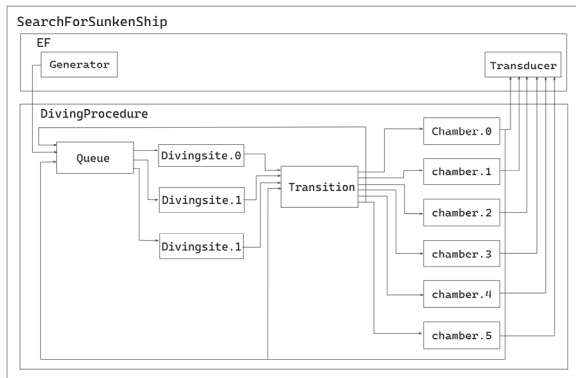 SearchForSunkenShip
EF
Generator
Transducer
DivingProcedure
Queue
Divingsite.0
Divingsite.1
Divingsite.1
Transition
Chamber.0
chamber.1
chamber.2
chamber.3
chamber.4
chamber.5